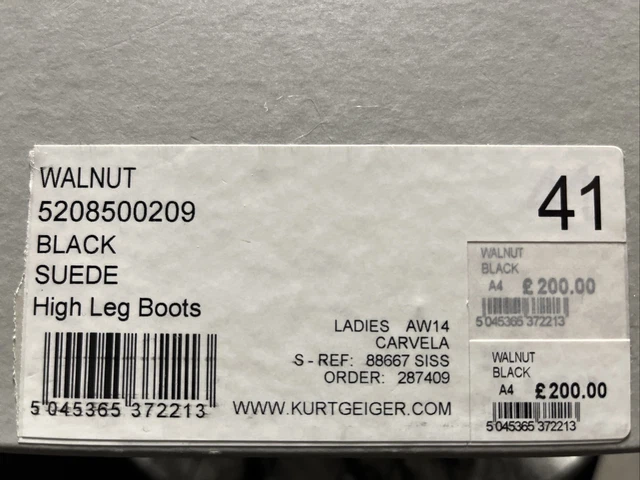 WALNUT
5208500209
BLACK
SUEDE
High Leg Boots
5 045365 372213
LADIES AW14
CARVELA
S - REF: 88667 SISS
ORDER: 287409
WWW.KURTGEIGER.COM
41
WALNUT
BLACK
A4 £200.00
5 045365 372213
WALNUT
BLACK
A4 £200.00
5 045365 372213